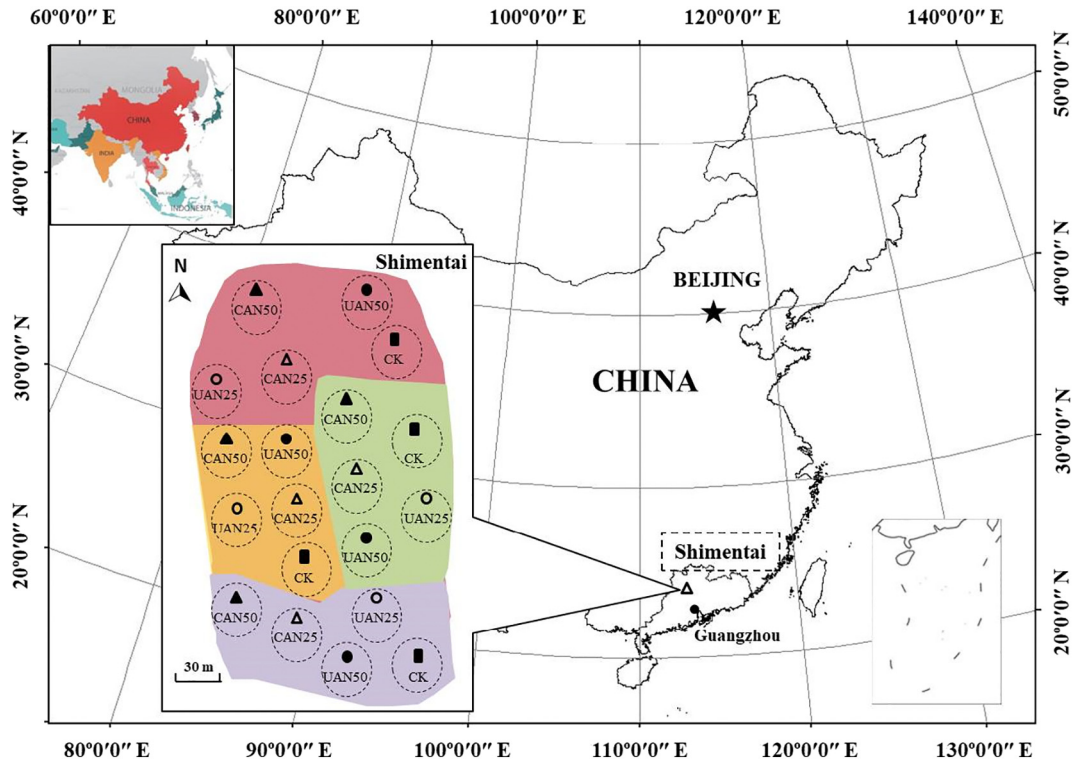 60°0′0″ E
80°0′0″ E
100°0′0″ E
120°0′0″ E
140°0′0″ E
50°0′0″ N
40°0′0″ N
30°0′0″ N
20°0′0″ N
40°0′0″ N
30°0′0″ N
20°0′0″ N
MONGOLIA
CHINA
INDIA
INDONESIA
Shimentai
N
CAN50
UAN50
CK
CAN25
UAN25
CAN50
CK
CAN50
UAN50
CAN25
UAN25
UAN25
CAN25
UAN50
CK
CAN50
UAN25
CAN25
UAN50
CK
30 m
BEIJING
CHINA
Shimentai
Guangzhou
80°0′0″ E
90°0′0″ E
100°0′0″ E
110°0′0″ E
120°0′0″ E
130°0′0″ E